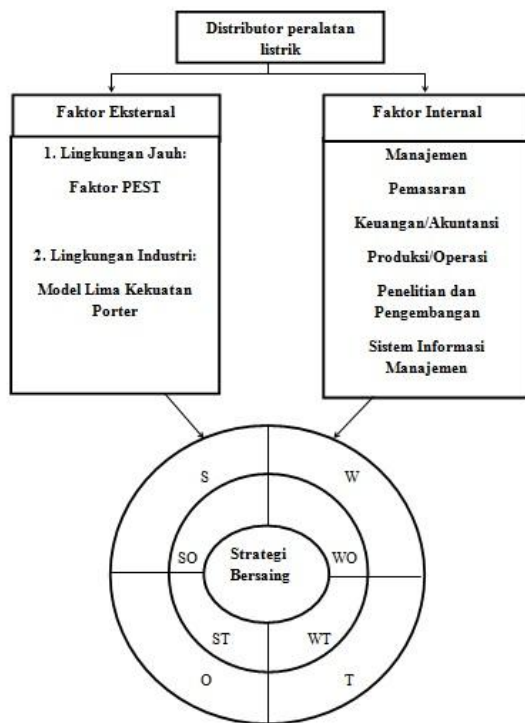 Distributor peralatan
listrik
Faktor Eksternal
1. Lingkungan Jauh:
Faktor PEST
2. Lingkungan Industri:
Model Lima Kekuatan
Porter
Faktor Internal
Manajemen
Pemasaran
Keuangan/Akuntansi
Produksi/Operasi
Penelitian dan
Pengembangan
Sistem Informasi
Manajemen
S
W
SO
Strategi
Bersaing
WO
ST
WT
O
T